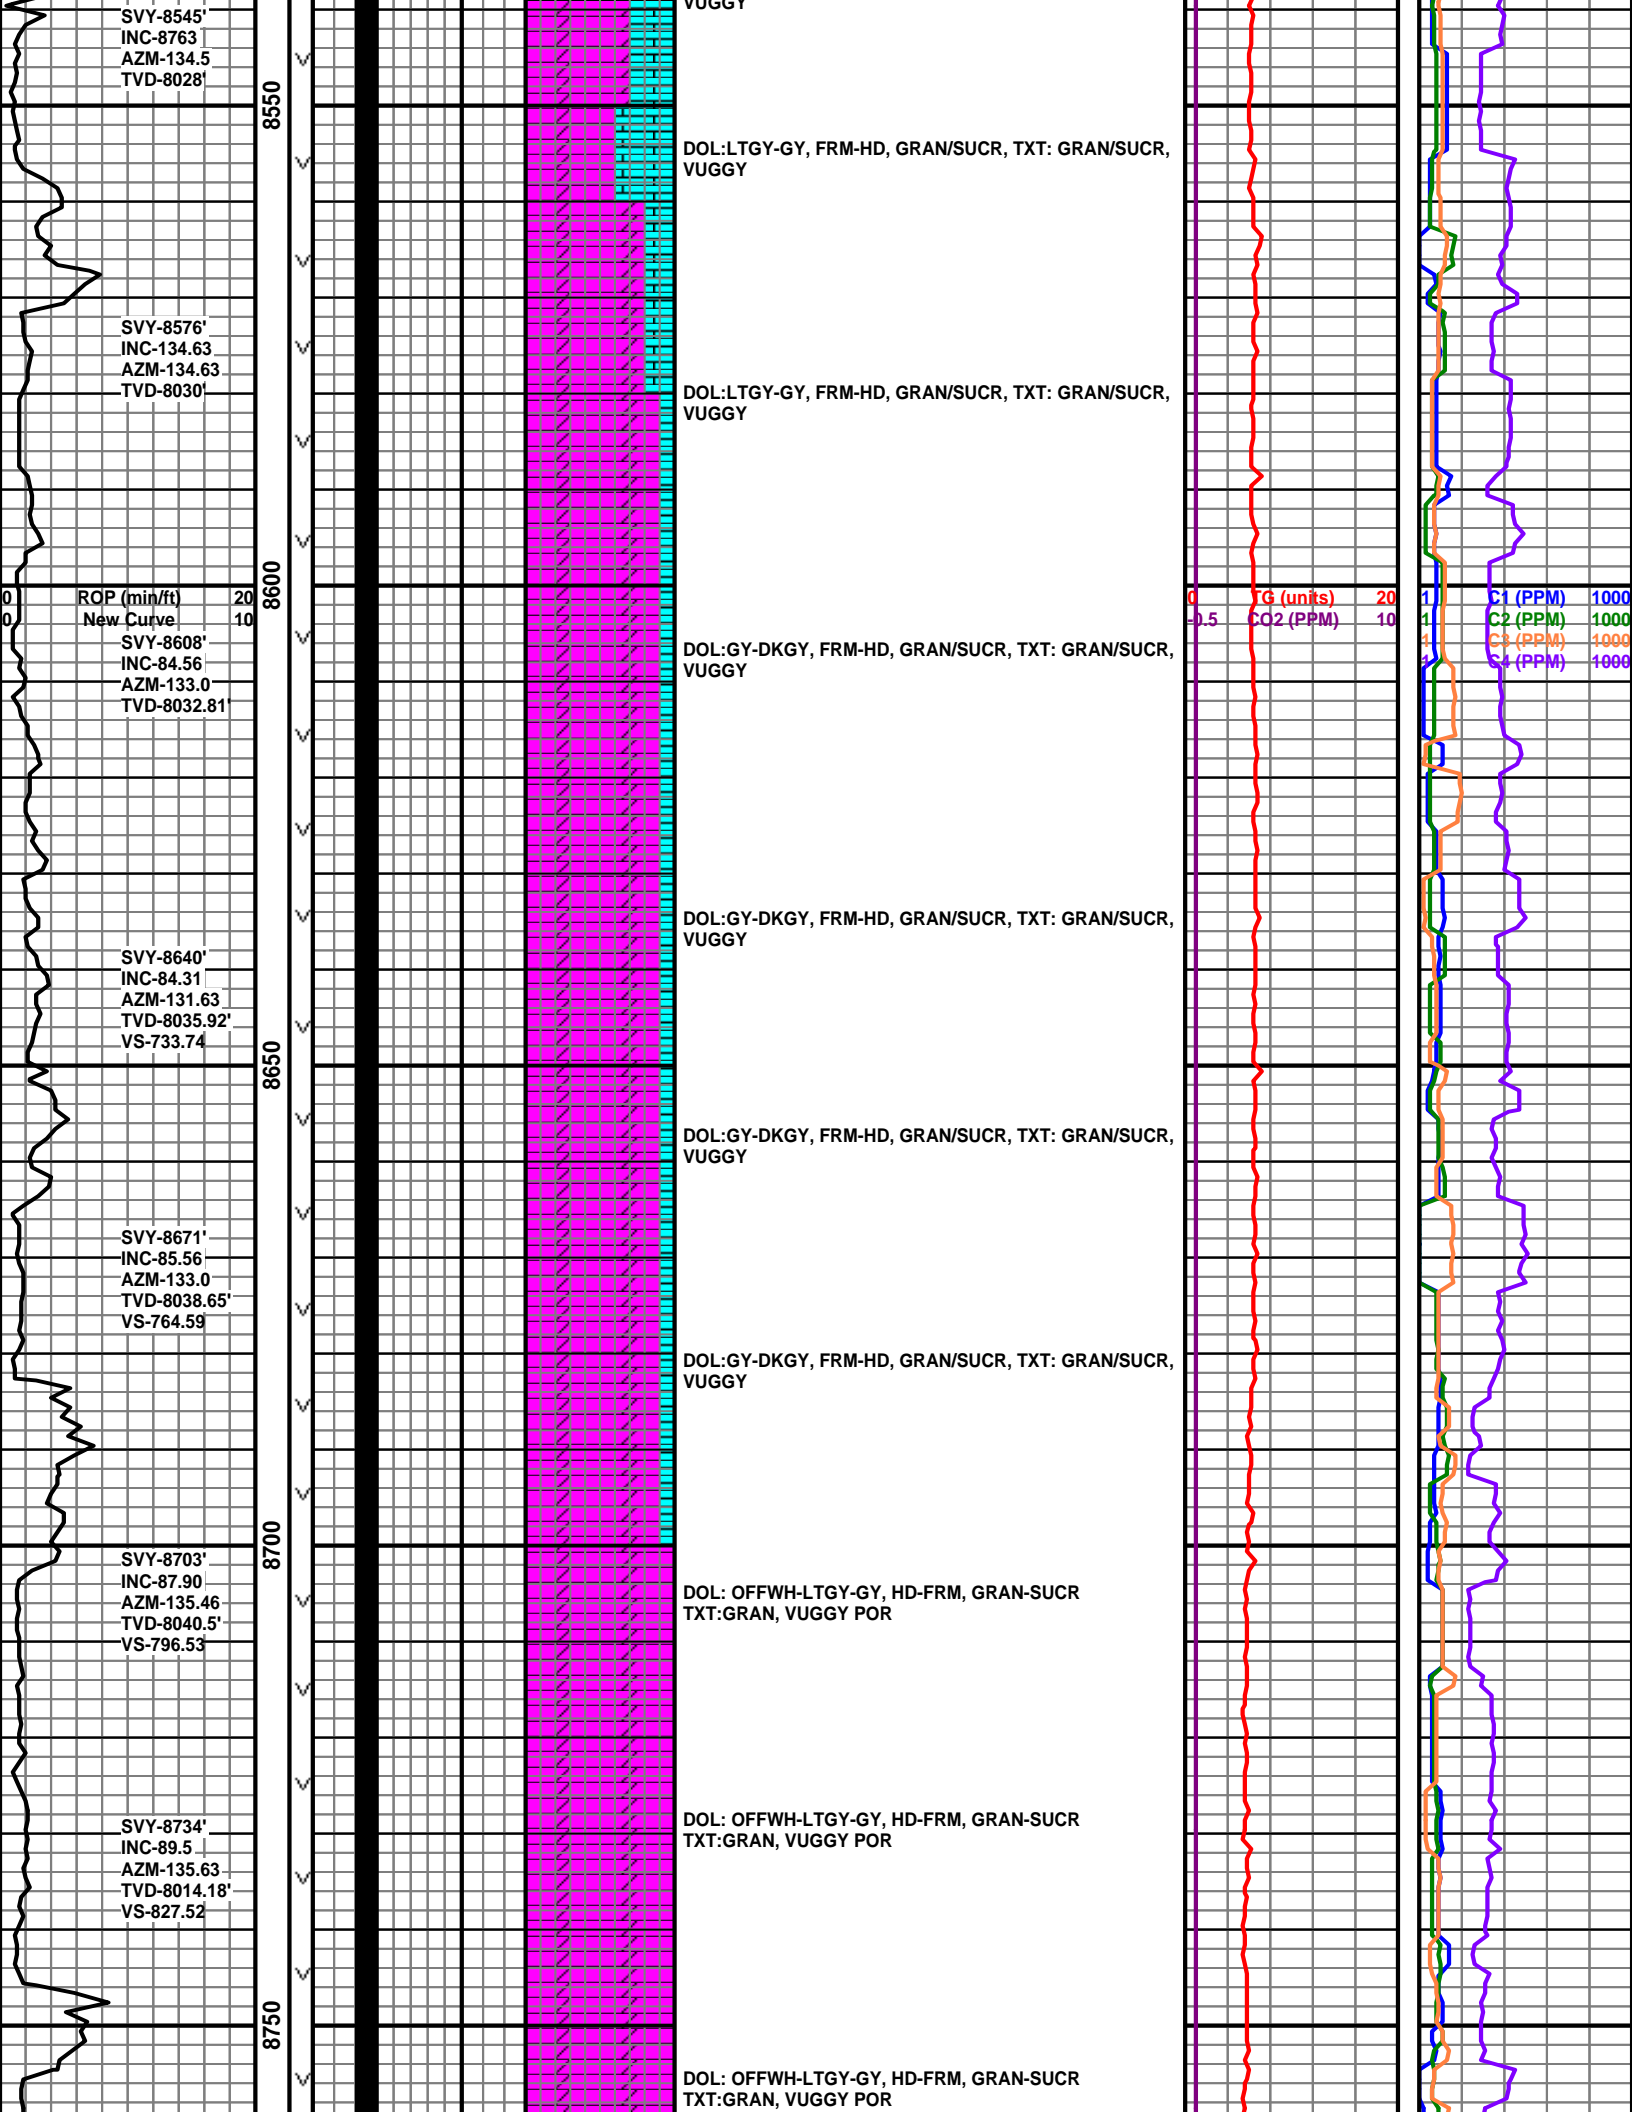 VUGGY
SVY-8545'
INC-8763
AZM-134.5
TVD-8028'
8550
DOL:LTGY-GY, FRM-HD, GRAN/SUCR, TXT: GRAN/SUCR,
VUGGY
SVY-8576'
INC-134.63
AZM-134.63
TVD-8030'
DOL:LTGY-GY, FRM-HD, GRAN/SUCR, TXT: GRAN/SUCR,
VUGGY
8600
0 ROP (min/ft) 20
0 New Curve 10
0 TG (units) 20
-0.5 CO2 (PPM) 10
1 C1 (PPM) 1000
1 C2 (PPM) 1000
1 C3 (PPM) 1000
1 C4 (PPM) 1000
SVY-8608'
INC-84.56
AZM-133.0
TVD-8032.81'
DOL:GY-DKGY, FRM-HD, GRAN/SUCR, TXT: GRAN/SUCR,
VUGGY
DOL:GY-DKGY, FRM-HD, GRAN/SUCR, TXT: GRAN/SUCR,
VUGGY
SVY-8640'
INC-84.31
AZM-131.63
TVD-8035.92'
VS-733.74
8650
DOL:GY-DKGY, FRM-HD, GRAN/SUCR, TXT: GRAN/SUCR,
VUGGY
SVY-8671'
INC-85.56
AZM-133.0
TVD-8038.65'
VS-764.59
DOL:GY-DKGY, FRM-HD, GRAN/SUCR, TXT: GRAN/SUCR,
VUGGY
8700
SVY-8703'
INC-87.90
AZM-135.46
TVD-8040.5'
VS-796.53
DOL: OFFWH-LTGY-GY, HD-FRM, GRAN-SUCR
TXT:GRAN, VUGGY POR
SVY-8734'
INC-89.5
AZM-135.63
TVD-8014.18'
VS-827.52
DOL: OFFWH-LTGY-GY, HD-FRM, GRAN-SUCR
TXT:GRAN, VUGGY POR
8750
DOL: OFFWH-LTGY-GY, HD-FRM, GRAN-SUCR
TXT:GRAN, VUGGY POR